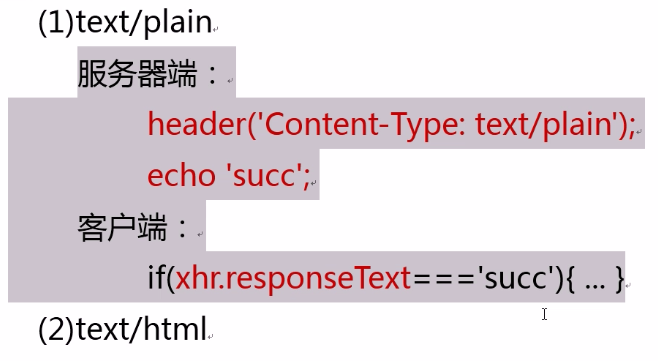 (1)text/plain
服务器端：
header('Content-Type: text/plain');
echo 'succ';
客户端：
if(xhr.responseText==='succ'){ ... }
(2)text/html